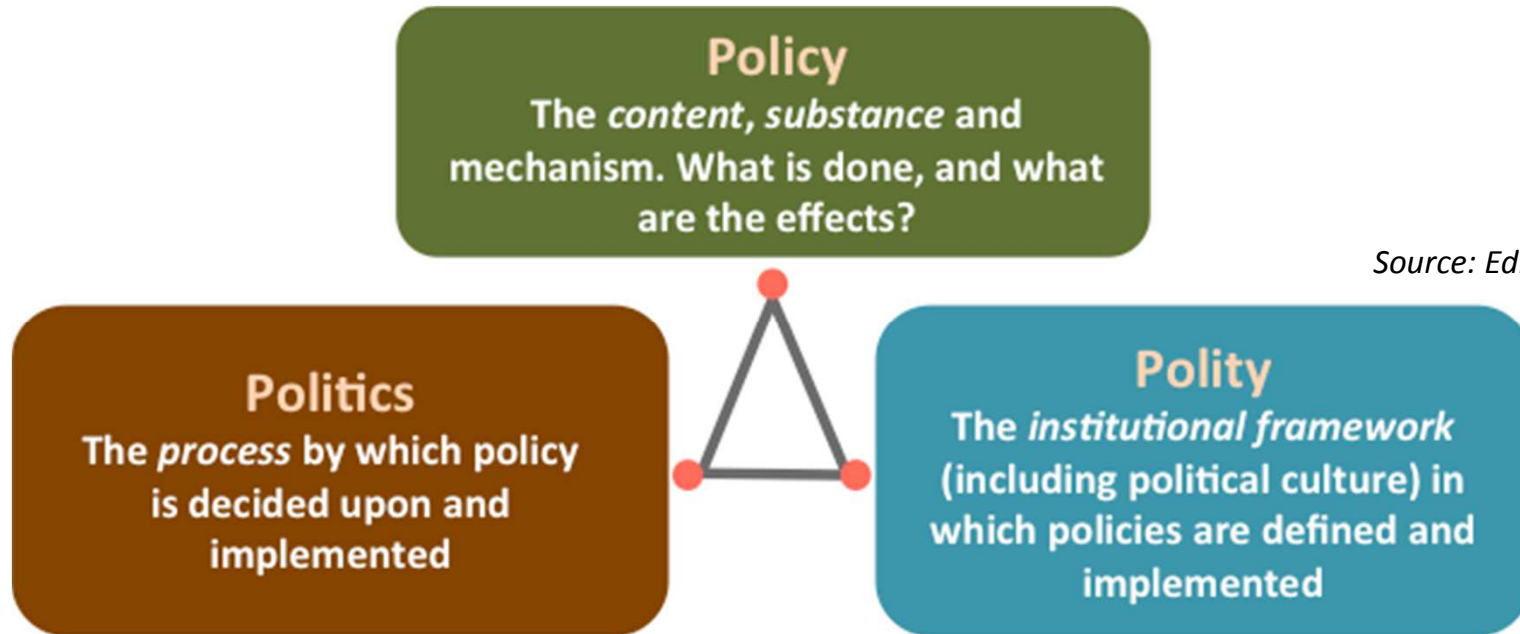 Policy
The content, substance and
mechanism. What is done, and what
are the effects?
Source: Ed
Politics
The process by which policy
is decided upon and
implemented
Polity
The institutional framework
(including political culture) in
which policies are defined and
implemented